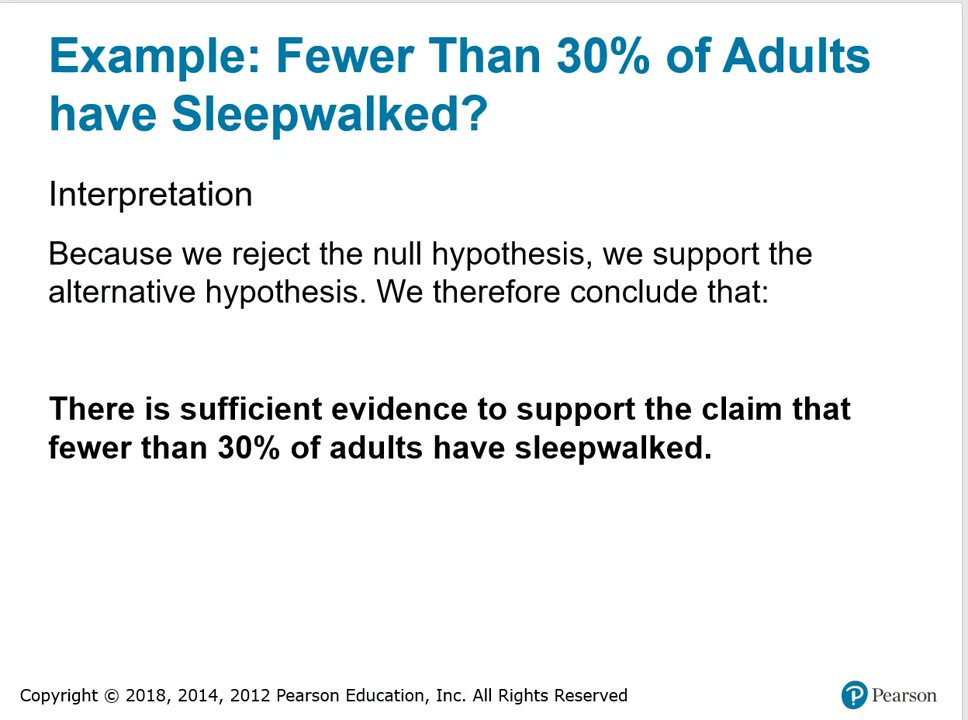 Example: Fewer Than 30% of Adults
have Sleepwalked?
Interpretation
Because we reject the null hypothesis, we support the
alternative hypothesis. We therefore conclude that:
There is sufficient evidence to support the claim that
fewer than 30% of adults have sleepwalked.
Copyright © 2018, 2014, 2012 Pearson Education, Inc. All Rights Reserved
P Pearson